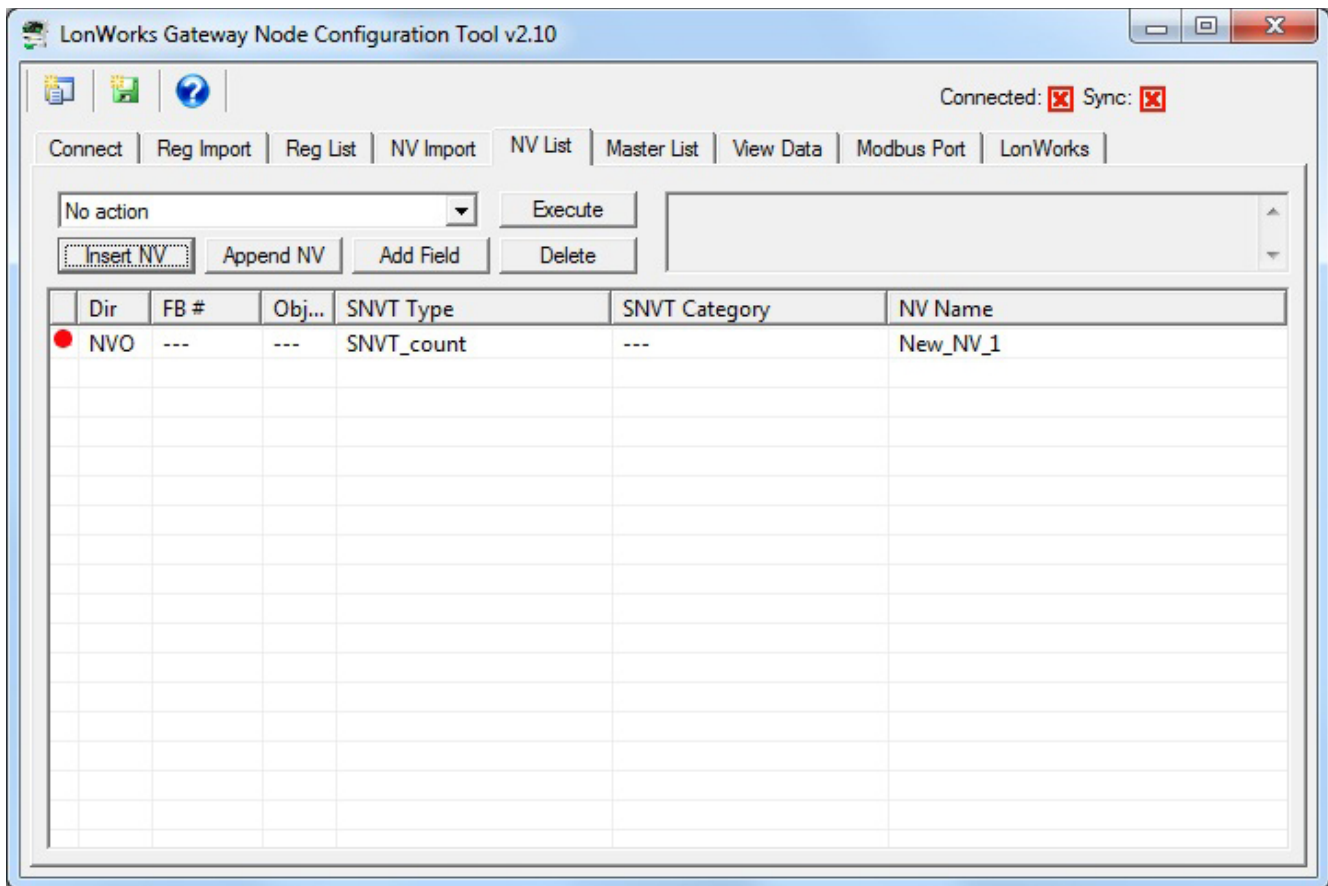 LonWorks Gateway Node Configuration Tool v2.10
Connected: Sync:
Connect Reg Import Reg List NV Import NV List Master List View Data Modbus Port LonWorks
No action Execute
Insert NV Append NV Add Field Delete
Dir FB # Obj... SNVT Type SNVT Category NV Name
NVO --- --- SNVT_count --- New_NV_1